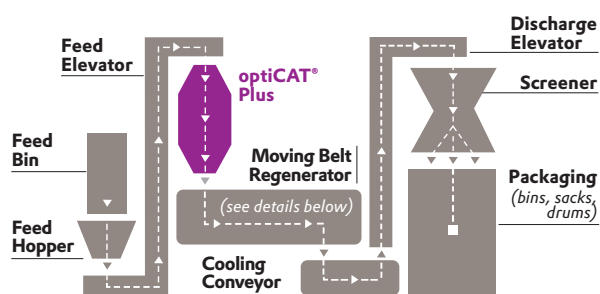 Feed
Elevator
optiCAT®
Plus
Discharge
Elevator
Screener
Feed
Bin
Moving Belt
Regenerator
(see details below)
Packaging
(bins, sacks,
drums)
Feed
Hopper
Cooling
Conveyor